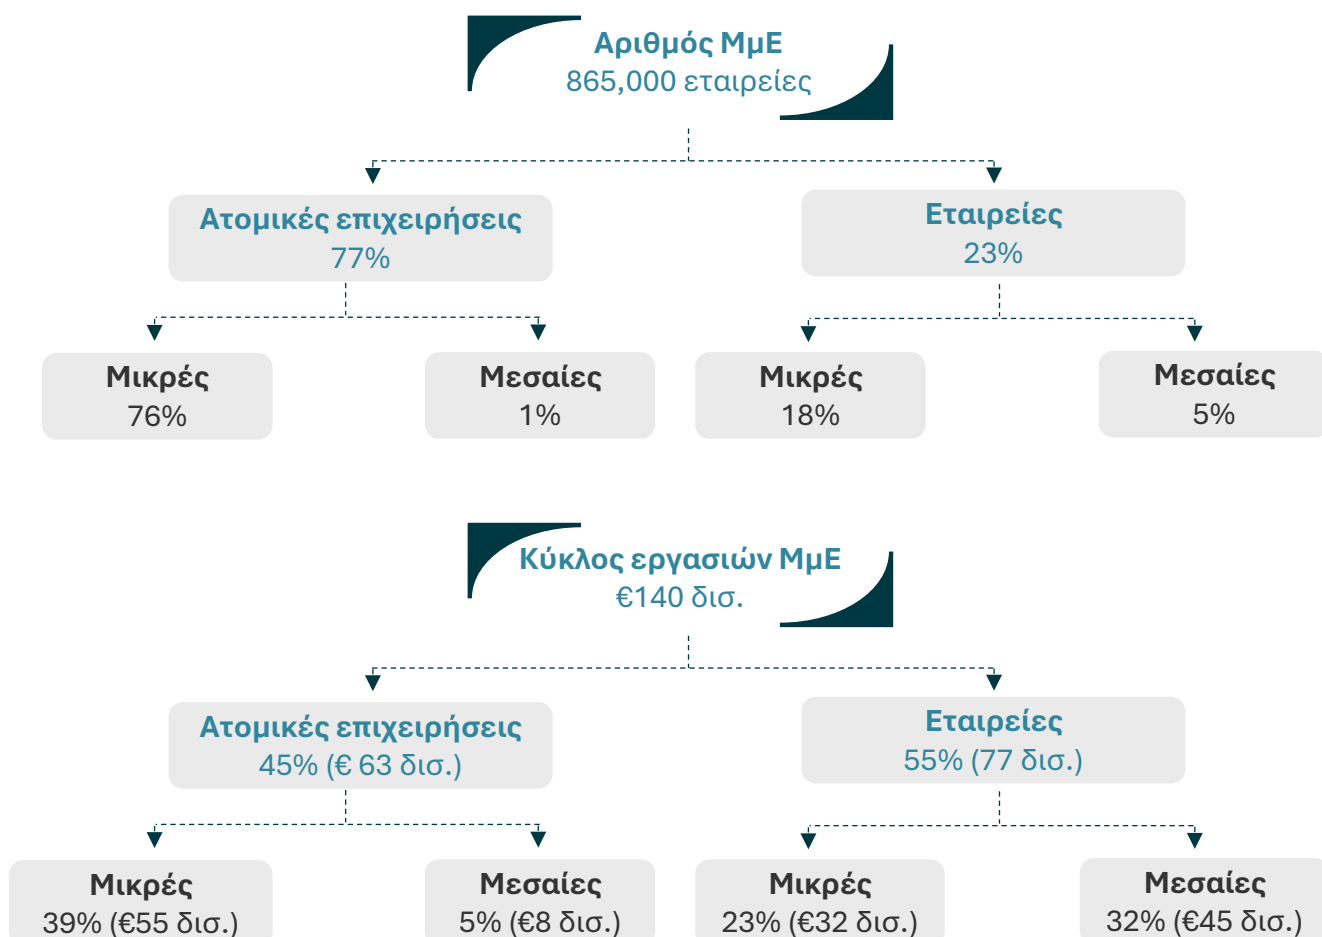 Αριθμός ΜμΕ
865,000 εταιρείες
Ατομικές επιχειρήσεις
77%
Εταιρείες
23%
Μικρές
76%
Μεσαίες
1%
Μικρές
18%
Μεσαίες
5%
Κύκλος εργασιών ΜμΕ
€140 δισ.
Ατομικές επιχειρήσεις
45% (€ 63 δισ.)
Εταιρείες
55% (77 δισ.)
Μικρές
39% (€55 δισ.)
Μεσαίες
5% (€8 δισ.)
Μικρές
23% (€32 δισ.)
Μεσαίες
32% (€45 δισ.)